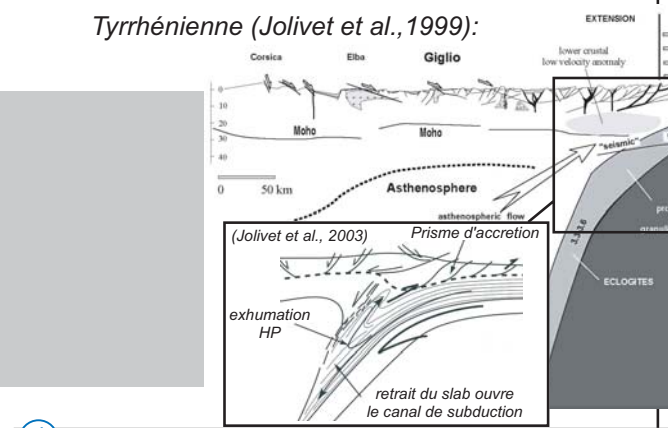 Tyrrhénienne (Jolivet et al.,1999):
EXTENSION
Corsica Elba Giglio
lower crustal
low velocity anomaly
0
10
20
30
40
Moho Moho
"seismic"
0 50 km
Asthenosphere
asthenospheric flow
(Jolivet et al., 2003) Prisme d'accretion
ECLOGITES
exhumation
HP
retrait du slab ouvre
le canal de subduction